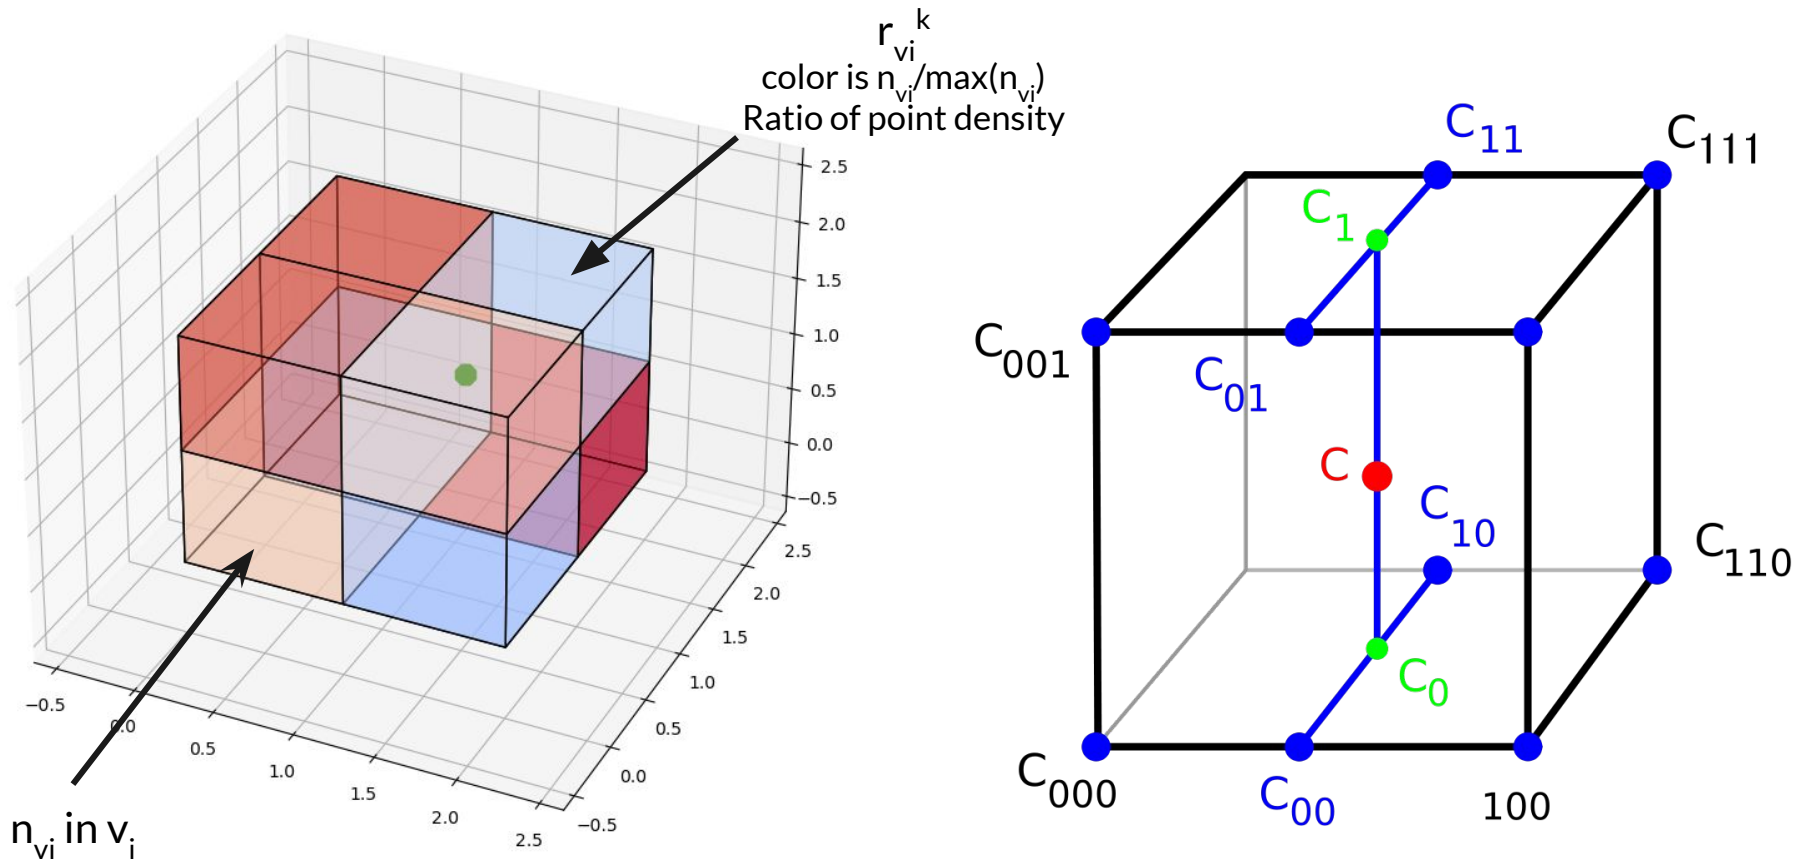 r_vi^k
color is n_vi/max(n_vi)
Ratio of point density
2.5
2.0
1.5
1.0
0.5
0.0
−0.5
2.5
2.0
1.5
1.0
0.5
0.0
−0.5
−0.5
0.0
0.5
1.0
1.5
2.0
2.5
n_vi in v_i
C_11
C_111
C_1
C_001
C_01
C
C_10
C_110
C_0
C_000
C_00
100